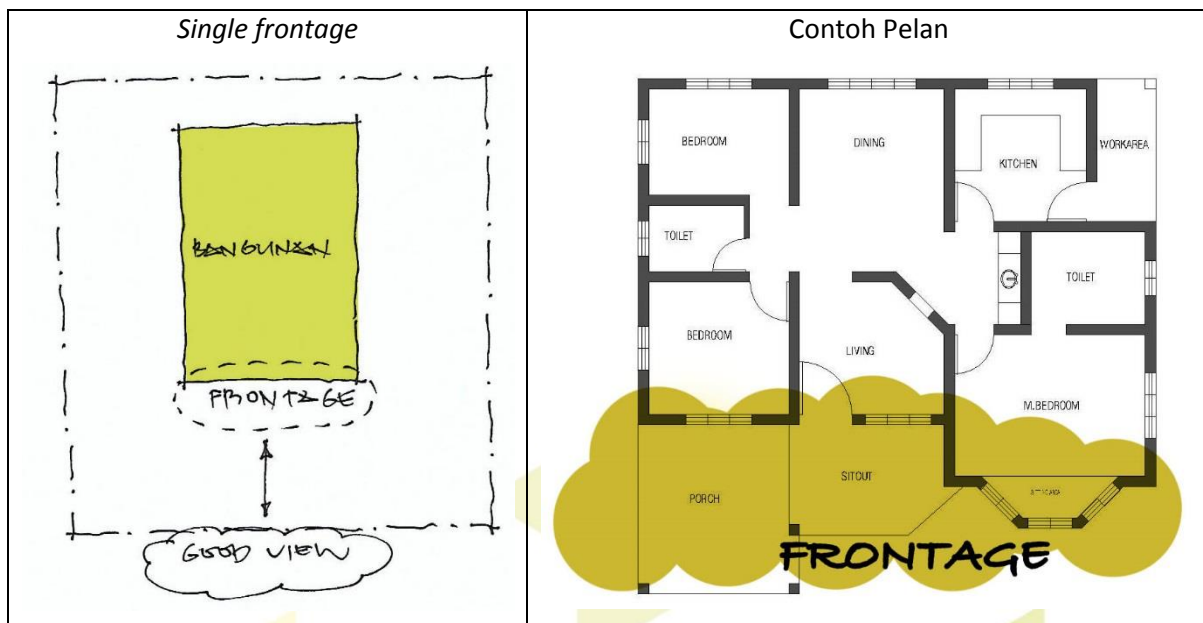 Single frontage
BANGUNAN
FRONTAGE
GOOD VIEW
Contoh Pelan
BEDROOM
DINING
KITCHEN
WORKAREA
TOILET
TOILET
BEDROOM
LIVING
M.BEDROOM
PORCH
SITOUT
FRONTAGE